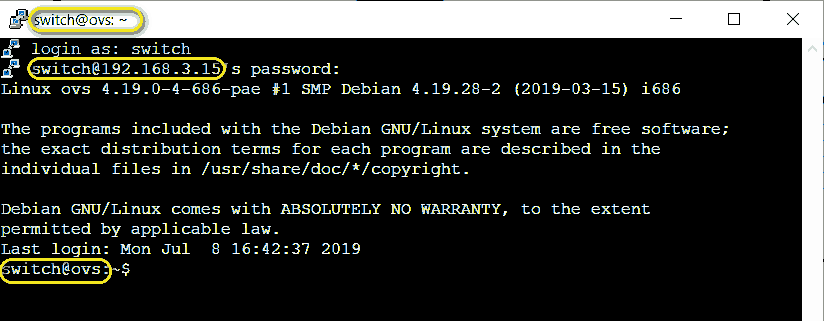 switch@ovs: ~
login as: switch
switch@192.168.3.15's password:
Linux ovs 4.19.0-4-686-pae #1 SMP Debian 4.19.28-2 (2019-03-15) i686
The programs included with the Debian GNU/Linux system are free software;
the exact distribution terms for each program are described in the
individual files in /usr/share/doc/*/copyright.
Debian GNU/Linux comes with ABSOLUTELY NO WARRANTY, to the extent
permitted by applicable law.
Last login: Mon Jul  8 16:42:37 2019
switch@ovs:~$